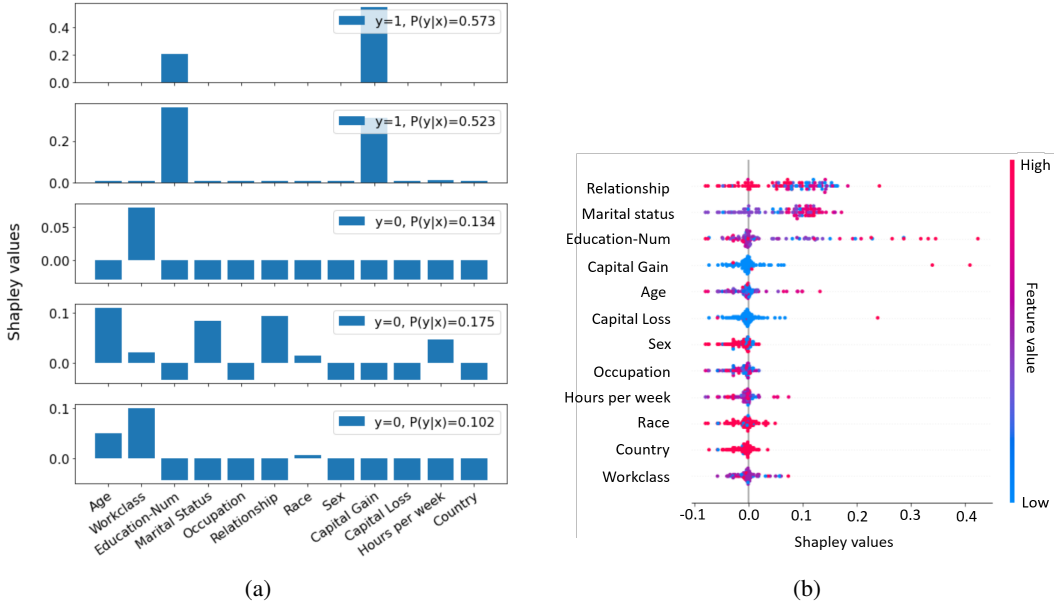 Shapley values
0.4
0.2
0.0
y=1, P(y|x)=0.573
0.2
0.0
y=1, P(y|x)=0.523
0.05
0.00
y=0, P(y|x)=0.134
0.1
0.0
y=0, P(y|x)=0.175
0.1
0.0
y=0, P(y|x)=0.102
Age
Workclass
Education-Num
Marital Status
Occupation
Relationship
Race
Sex
Capital Gain
Capital Loss
Hours per week
Country
(a)
Relationship
Marital status
Education-Num
Capital Gain
Age
Capital Loss
Sex
Occupation
Hours per week
Race
Country
Workclass
-0.1
0.0
0.1
0.2
0.3
0.4
Shapley values
High
Feature value
Low
(b)